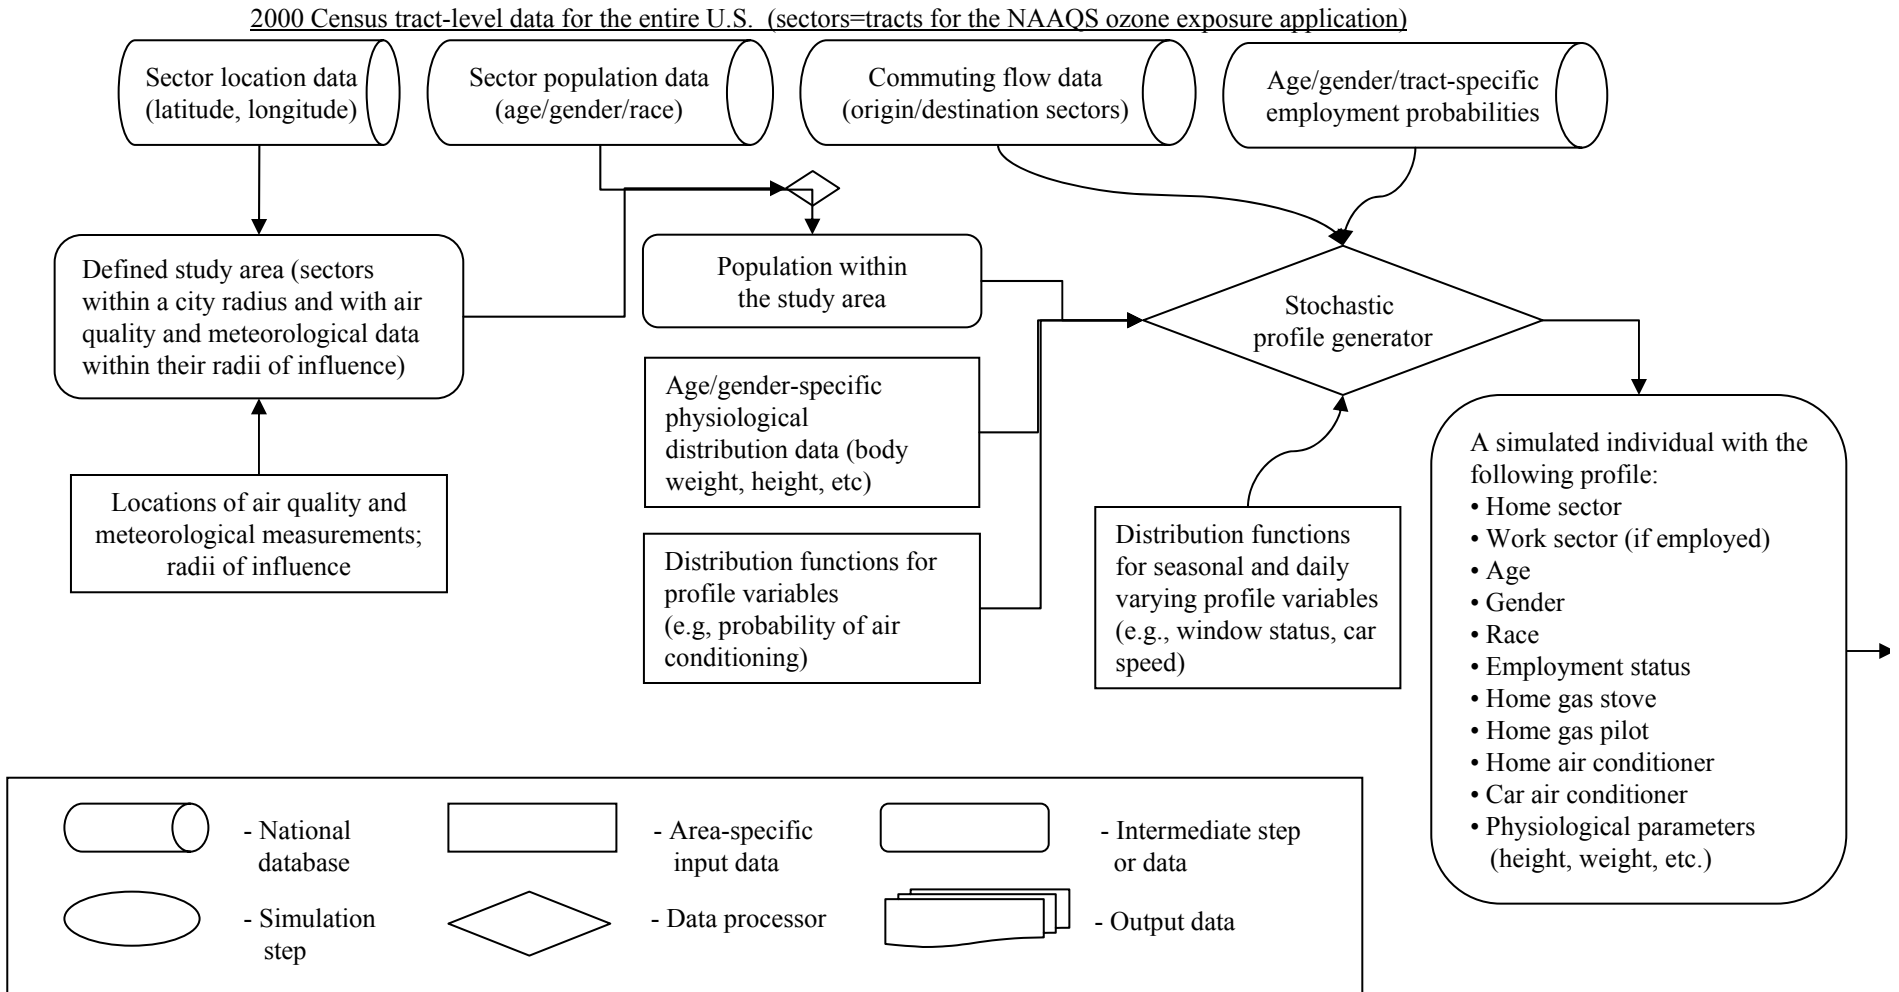 2000 Census tract-level data for the entire U.S. (sectors=tracts for the NAAQS ozone exposure application)
Sector location data
(latitude, longitude)
Sector population data
(age/gender/race)
Commuting flow data
(origin/destination sectors)
Age/gender/tract-specific
employment probabilities
Defined study area (sectors
within a city radius and with air
quality and meteorological data
within their radii of influence)
Population within
the study area
Stochastic
profile generator
Age/gender-specific
physiological
distribution data (body
weight, height, etc)
Locations of air quality and
meteorological measurements;
radii of influence
Distribution functions for
profile variables
(e.g, probability of air
conditioning)
Distribution functions
for seasonal and daily
varying profile variables
(e.g., window status, car
speed)
A simulated individual with the
following profile:
• Home sector
• Work sector (if employed)
• Age
• Gender
• Race
• Employment status
• Home gas stove
• Home gas pilot
• Home air conditioner
• Car air conditioner
• Physiological parameters
(height, weight, etc.)
- National
database
- Area-specific
input data
- Intermediate step
or data
- Simulation
step
- Data processor
- Output data